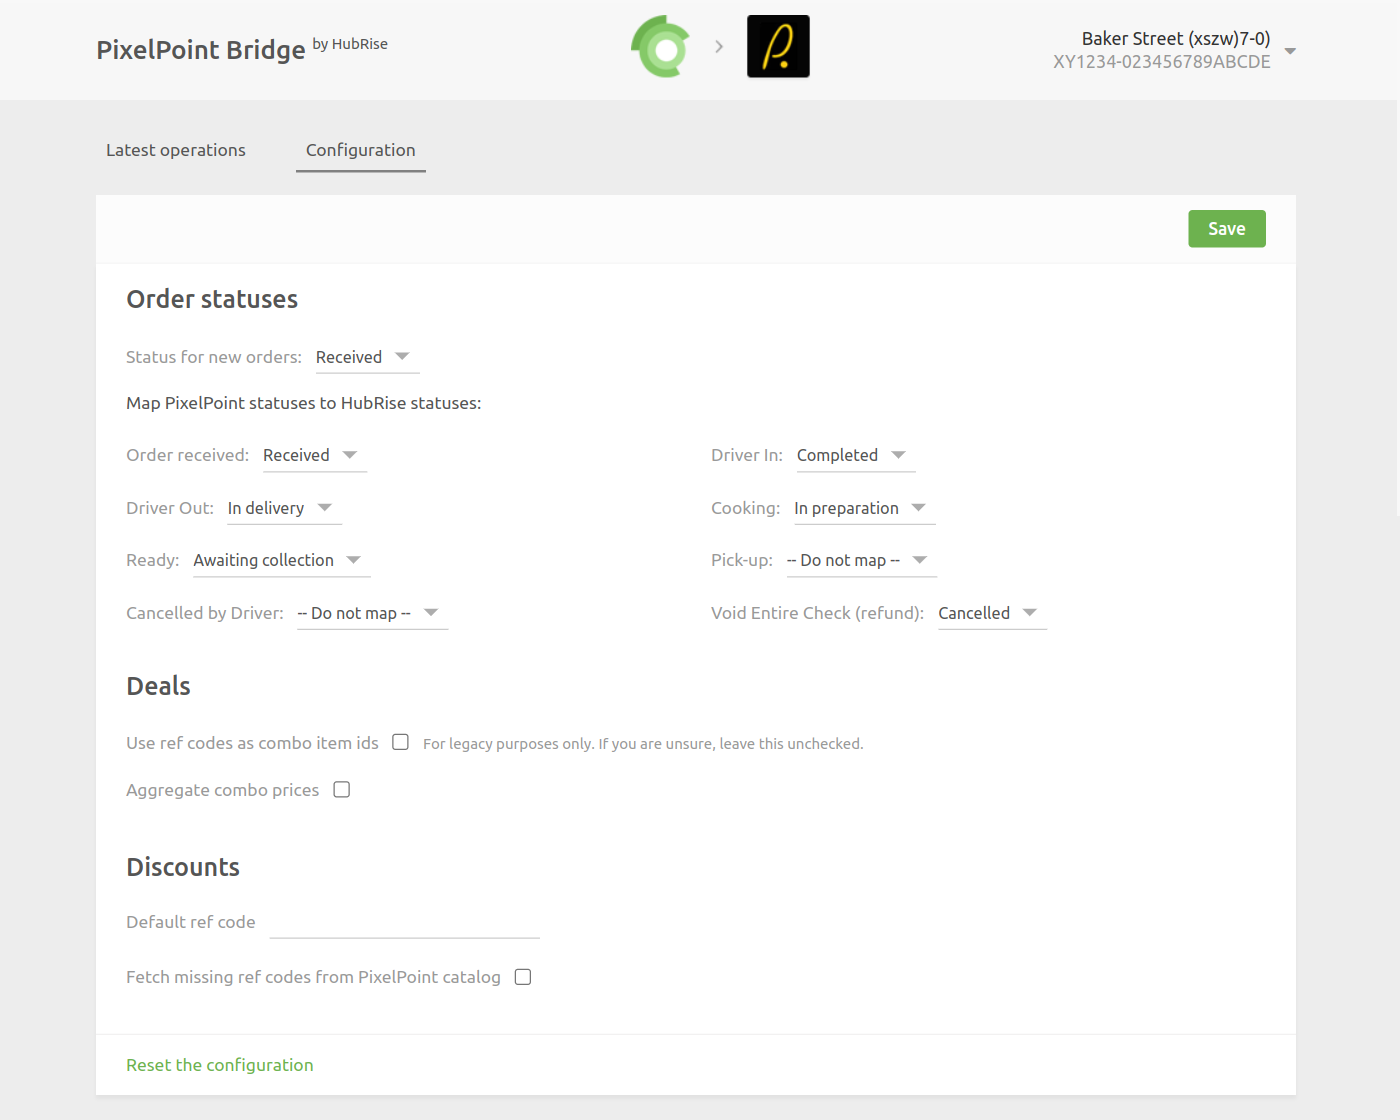 PixelPoint Bridge by HubRise
Baker Street (xszw)7-0)
XY1234-023456789ABCDE
Latest operations
Configuration
Save
Order statuses
Status for new orders: Received
Map PixelPoint statuses to HubRise statuses:
Order received: Received
Driver In: Completed
Driver Out: In delivery
Cooking: In preparation
Ready: Awaiting collection
Pick-up: -- Do not map --
Cancelled by Driver: -- Do not map --
Void Entire Check (refund): Cancelled
Deals
Use ref codes as combo item ids For legacy purposes only. If you are unsure, leave this unchecked.
Aggregate combo prices
Discounts
Default ref code
Fetch missing ref codes from PixelPoint catalog
Reset the configuration